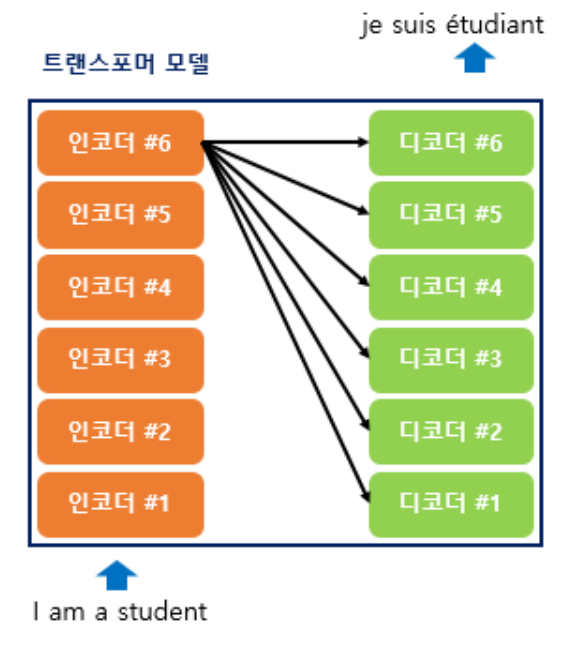 je suis étudiant
트랜스포머 모델
인코더 #6
디코더 #6
인코더 #5
디코더 #5
인코더 #4
디코더 #4
인코더 #3
디코더 #3
인코더 #2
디코더 #2
인코더 #1
디코더 #1
I am a student